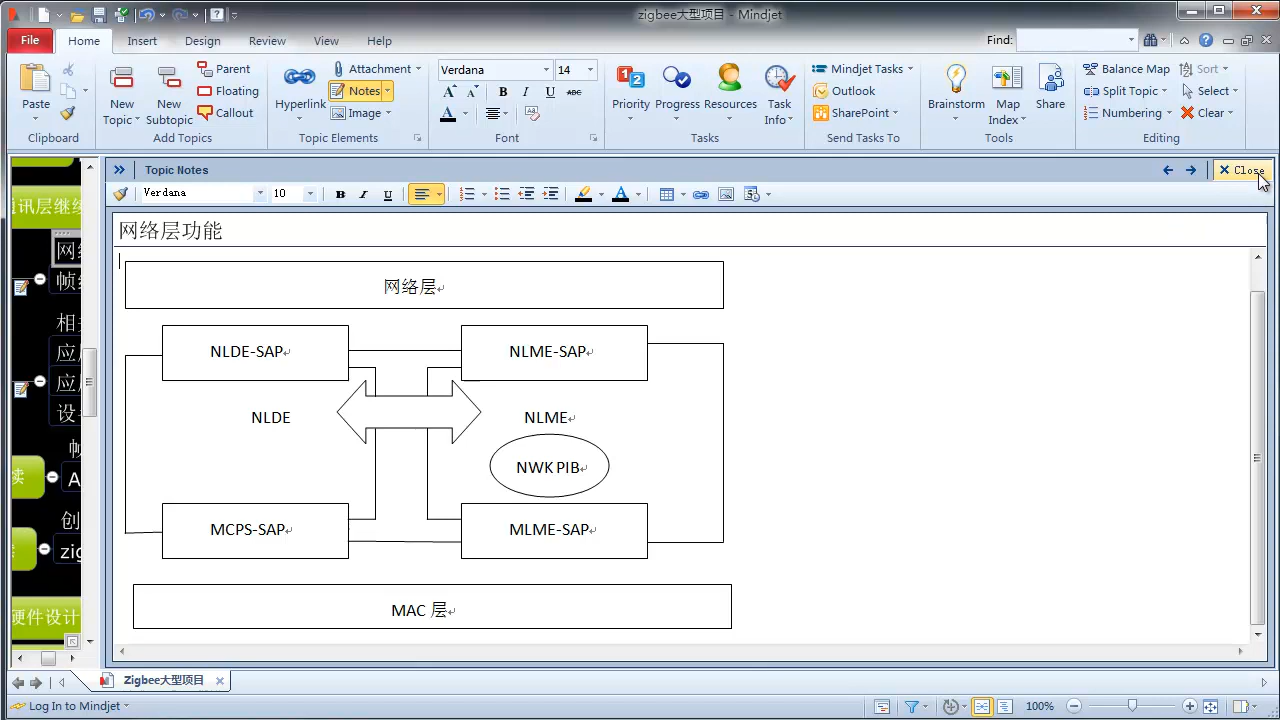 zigbee大型项目 - Mindjet
File Home Insert Design Review View Help Find:
Paste
New Topic
New Subtopic
Parent
Floating
Callout
Hyperlink
Attachment
Notes
Image
Verdana 14
B I U ABC
A
Priority Progress Resources Task Info
Mindjet Tasks
Outlook
SharePoint
Brainstorm Map Index Share
Balance Map Sort
Split Topic Select
Numbering Clear
Clipboard Add Topics Topic Elements Font Tasks Send Tasks To Tools Editing
Topic Notes Close
Verdana 10 B I U A
网络层功能
网络层
NLDE-SAP NLME-SAP
NLDE NLME
NWK PIB
MCPS-SAP MLME-SAP
MAC 层
通讯层继续
网
帧
相
应
应
设
帧
续
A
创
zig
硬件设计
Zigbee大型项目
Log In to Mindjet 100%